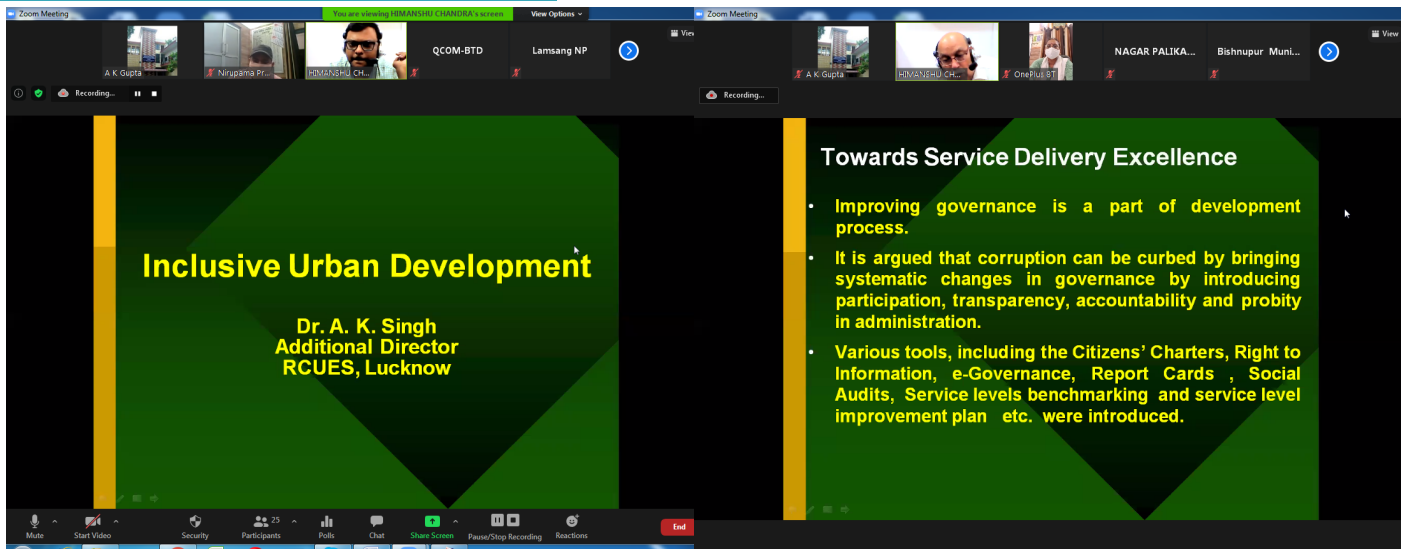 Zoom Meeting
You are viewing HIMANSHU CHANDRA's screen
View Options
A K Gupta
Nirupama Pr...
HIMANSHU CH...
QCOM-BTD
Lamsang NP
View
Recording...
Inclusive Urban Development
Dr. A. K. Singh
Additional Director
RCUES, Lucknow
Mute
Start Video
Security
25
Participants
Polls
Chat
Share Screen
Pause/Stop Recording
Reactions
End
Zoom Meeting
A K Gupta
HIMANSHU CH...
OnePlus 8T
NAGAR PALIKA...
Bishnupur Muni...
View
Recording...
Towards Service Delivery Excellence
• Improving governance is a part of development
process.
• It is argued that corruption can be curbed by bringing
systematic changes in governance by introducing
participation, transparency, accountability and probity
in administration.
• Various tools, including the Citizens' Charters, Right to
Information, e-Governance, Report Cards , Social
Audits, Service levels benchmarking and service level
improvement plan etc. were introduced.